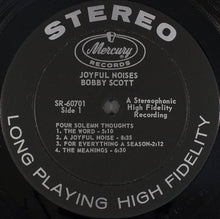 STEREO
Mercury
RECORDS
JOYFUL NOISES
BOBBY SCOTT
SR-60701
Side 1
A Stereophonic
High Fidelity
Recording
FOUR SOLEMN THOUGHTS
1. THE WORD - 5:10
2. A JOYFUL NOISE - 8:35
3. FOR EVERYTHING A SEASON-2:12
4. THE MEANINGS - 6:30
LONG PLAYING HIGH FIDELITY